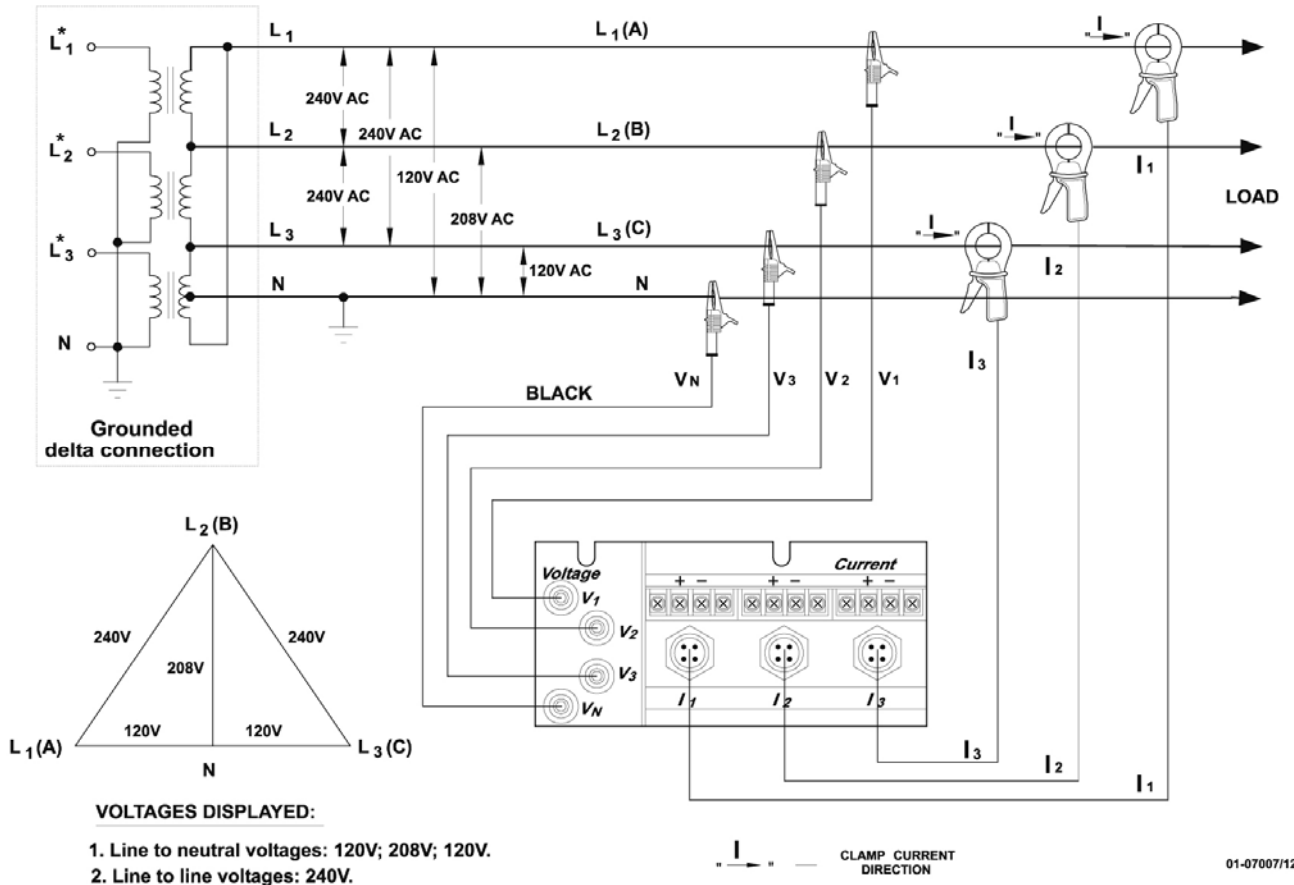 L*1
L1
L1(A)
"I"
240V AC
240V AC
120V AC
L*2
L2
L2(B)
"I"
I1
240V AC
208V AC
LOAD
L*3
L3
L3(C)
"I"
I2
120V AC
N
N
N
I3
VN
V3
V2
V1
BLACK
Grounded
delta connection
L2(B)
240V
240V
208V
120V
120V
L1(A)
L3(C)
N
Voltage
Current
+ −
+ −
+ −
V1
V2
V3
VN
I1
I2
I3
I3
I2
I1
VOLTAGES DISPLAYED:
1. Line to neutral voltages: 120V; 208V; 120V.
2. Line to line voltages: 240V.
"I" — CLAMP CURRENT
DIRECTION
01-07007/12